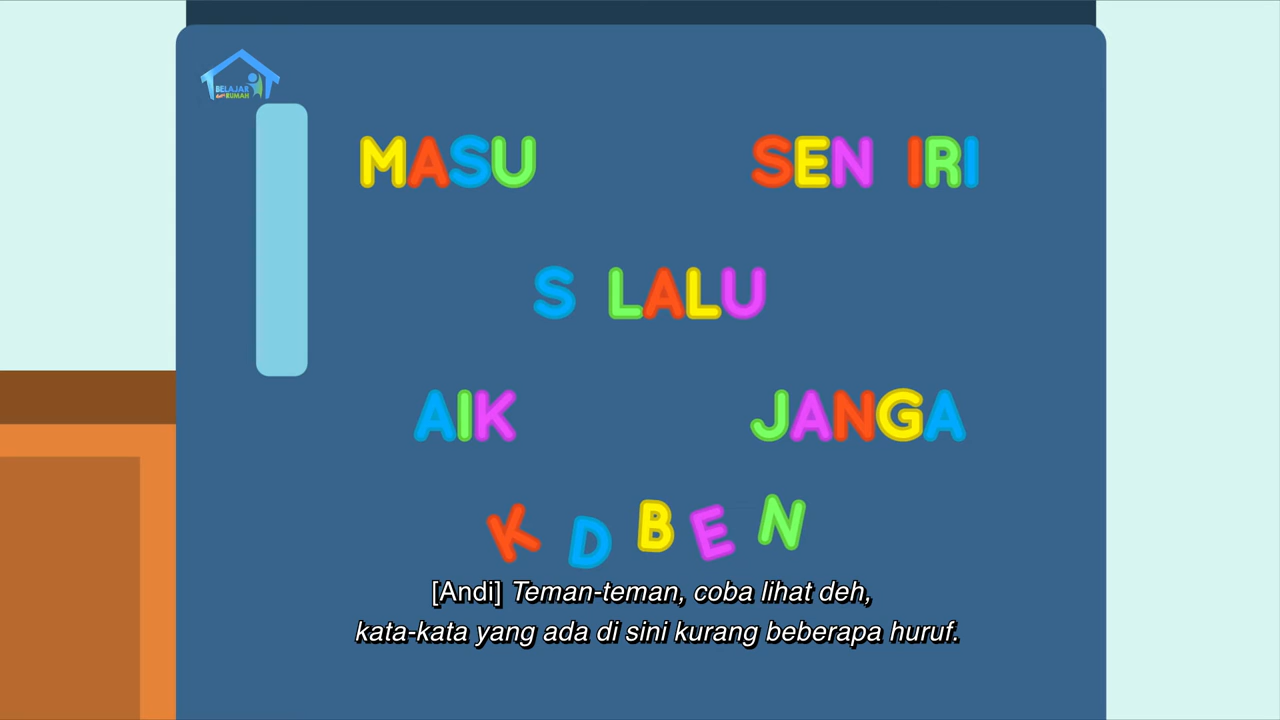 BELAJAR
dari RUMAH
MASU SEN IRI
S LALU
AIK JANGA
K D B E N
[Andi] Teman-teman, coba lihat deh,
kata-kata yang ada di sini kurang beberapa huruf.